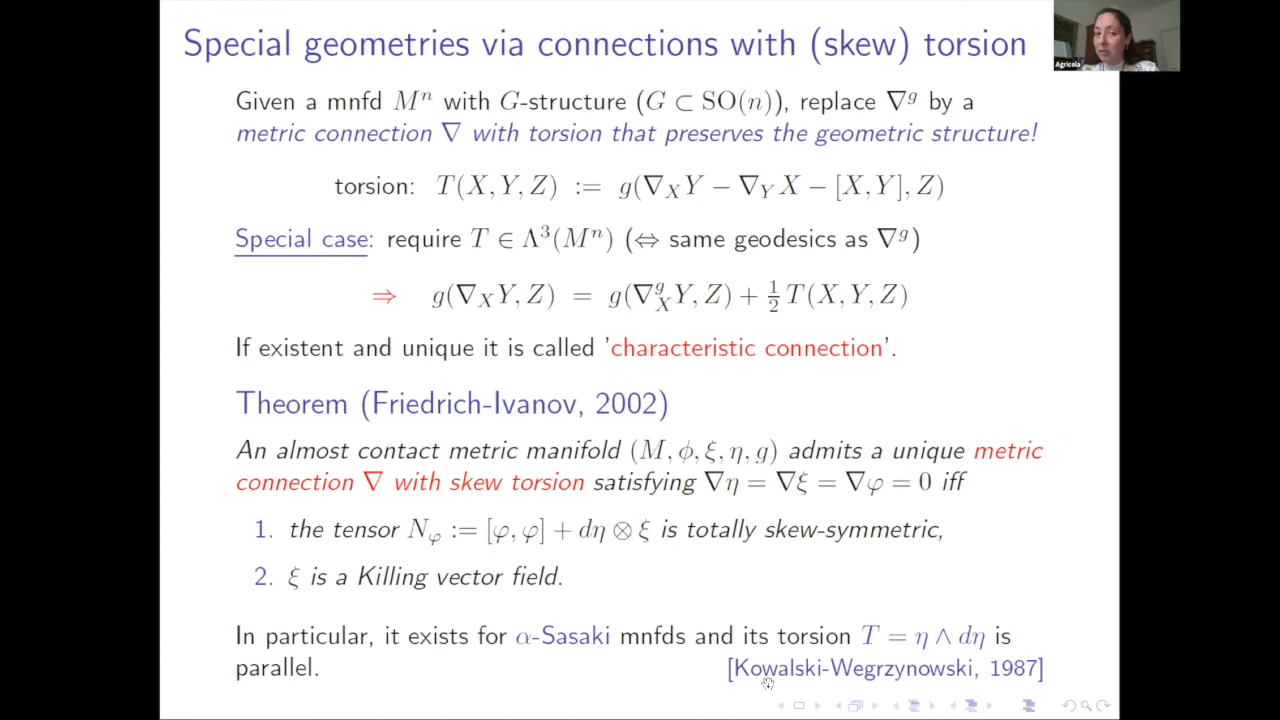 Special geometries via connections with (skew) torsion
Agricola
Given a mnfd Mⁿ with G-structure (G ⊂ SO(n)), replace ∇ᵍ by a
metric connection ∇ with torsion that preserves the geometric structure!
torsion: T(X, Y, Z) := g(∇_X Y − ∇_Y X − [X, Y], Z)
Special case: require T ∈ Λ³(Mⁿ) (⇔ same geodesics as ∇ᵍ)
⇒ g(∇_X Y, Z) = g(∇ᵍ_X Y, Z) + ½ T(X, Y, Z)
If existent and unique it is called 'characteristic connection'.
Theorem (Friedrich-Ivanov, 2002)
An almost contact metric manifold (M, ϕ, ξ, η, g) admits a unique metric
connection ∇ with skew torsion satisfying ∇η = ∇ξ = ∇φ = 0 iff
1. the tensor N_φ := [φ, φ] + dη ⊗ ξ is totally skew-symmetric,
2. ξ is a Killing vector field.
In particular, it exists for α-Sasaki mnfds and its torsion T = η ∧ dη is
parallel. [Kowalski-Wegrzynowski, 1987]